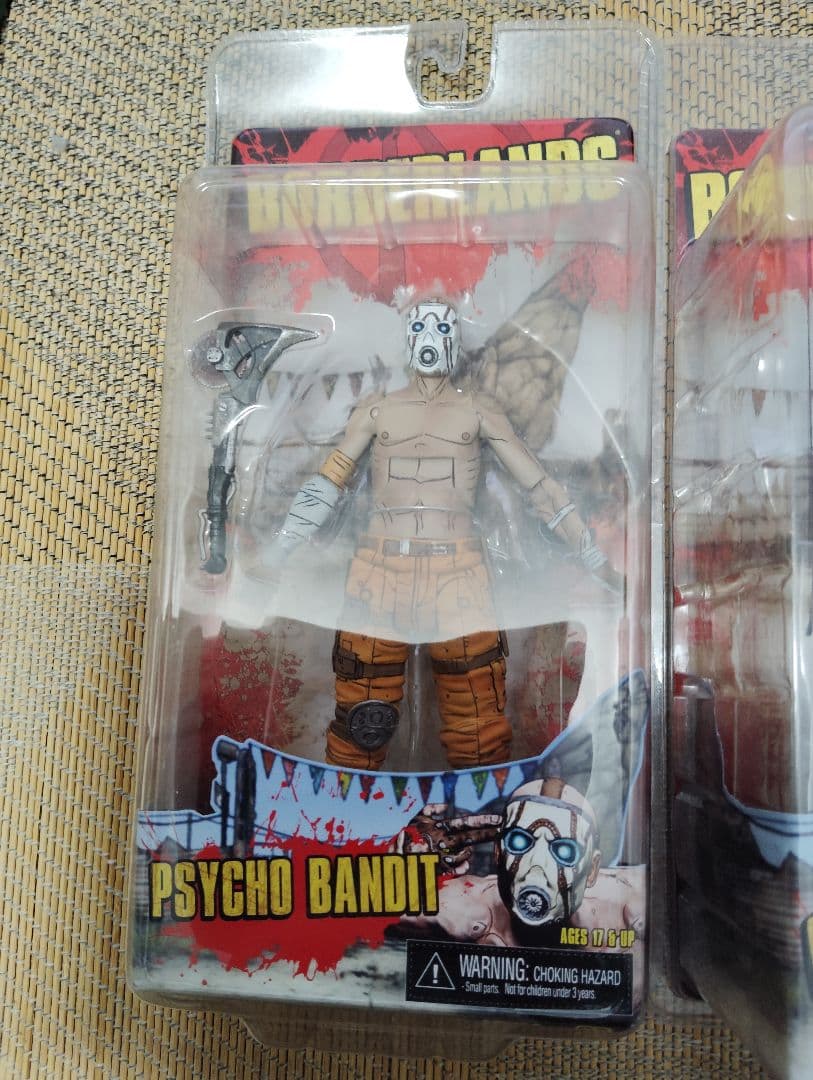 BORDERLANDS
PSYCHO BANDIT
AGES 17 & UP
WARNING: CHOKING HAZARD
- Small parts. Not for children under 3 years.